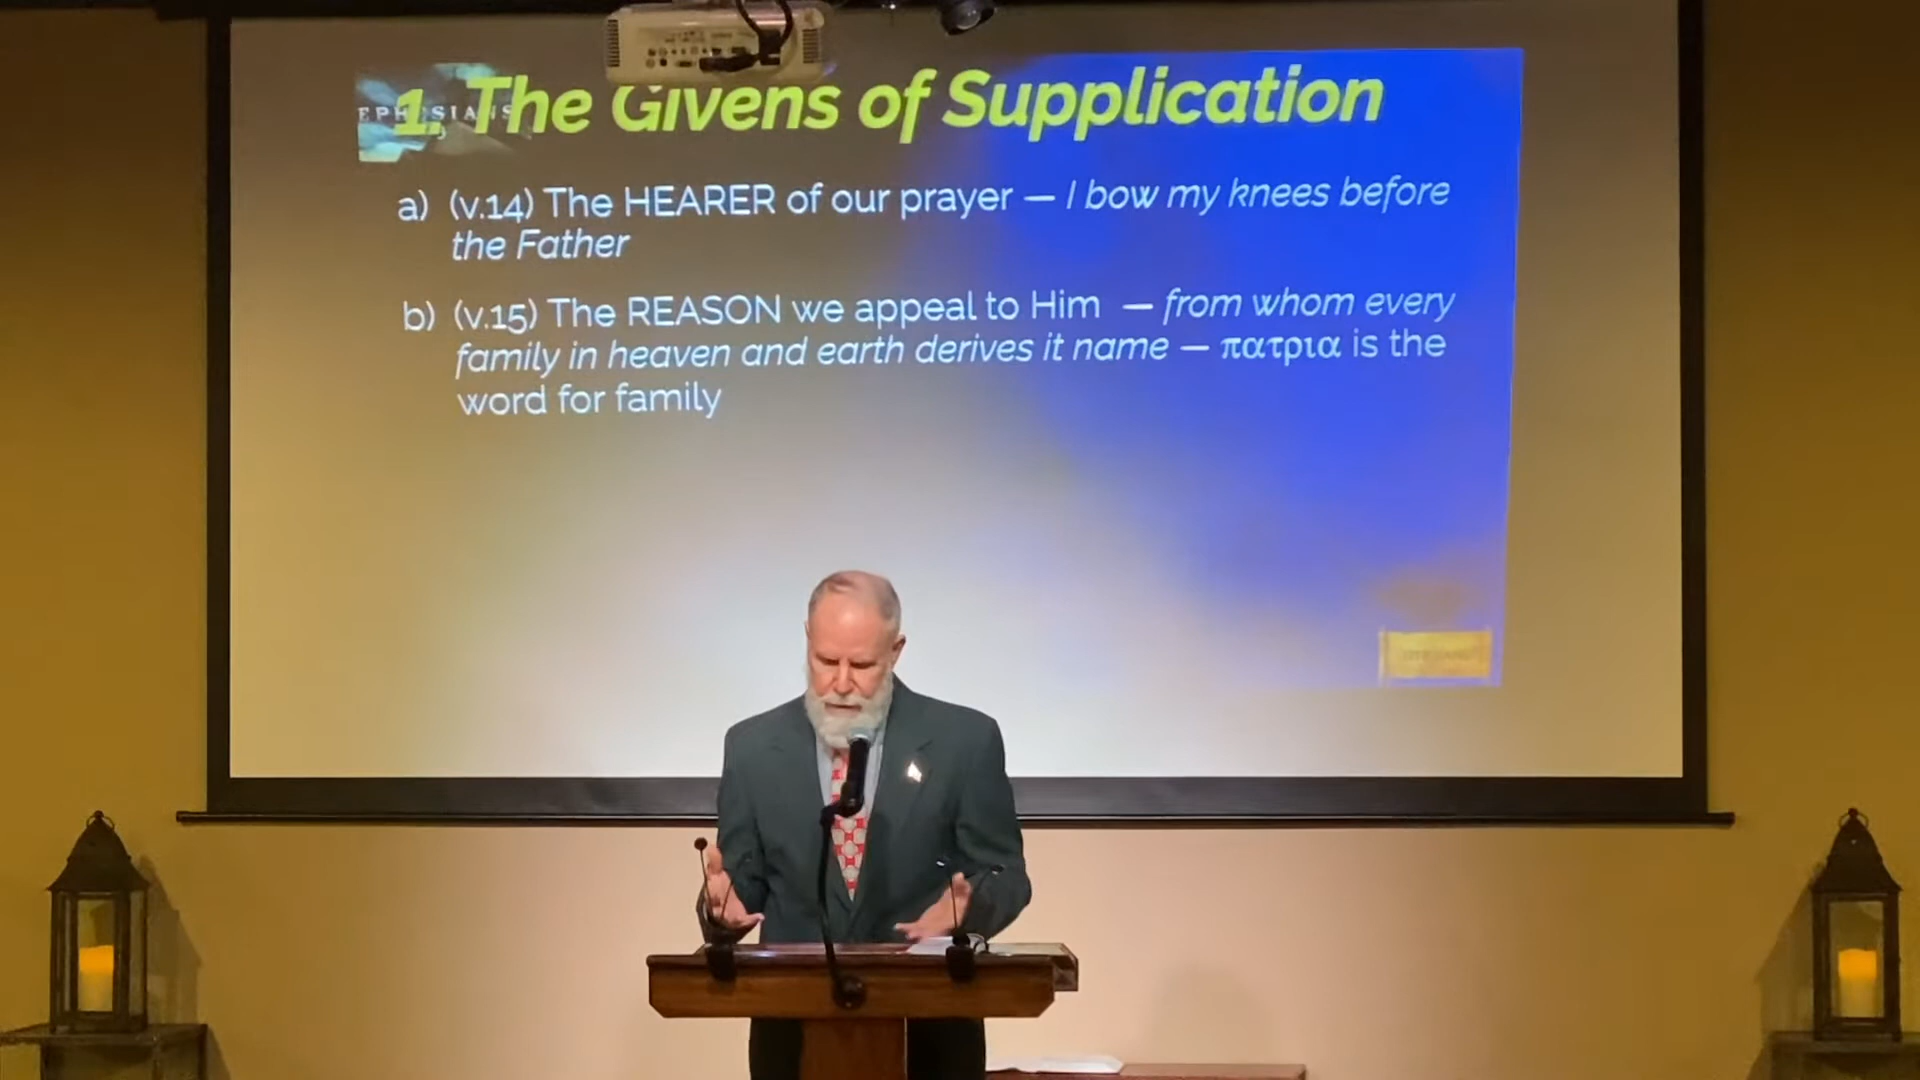 EPHESIANS
1. The Givens of Supplication
a) (v.14) The HEARER of our prayer — I bow my knees before
the Father
b) (v.15) The REASON we appeal to Him — from whom every
family in heaven and earth derives it name — πατρια is the
word for family